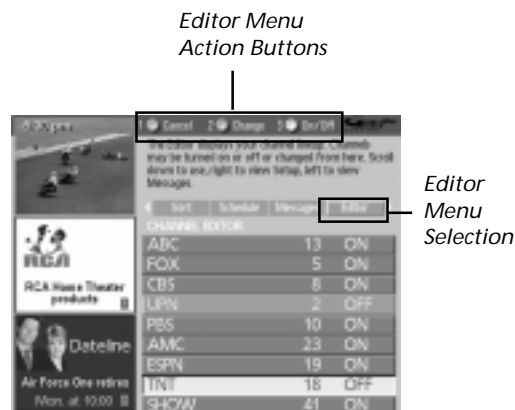 Editor Menu
Action Buttons
8:00pm
1 Cancel 2 Change 3 On/Off
The Editor displays your channel lineup. Channels
may be turned on or off or changed from here. Scroll
down to use, right to view Setup, left to view
Messages.
Sort Schedule Messages Editor
Editor
Menu
Selection
CHANNEL EDITOR
ABC 13 ON
FOX 5 ON
CBS 8 ON
UPN 2 OFF
PBS 10 ON
AMC 23 ON
ESPN 19 ON
TNT 18 OFF
SHOW 41 ON
RCA
RCA Home Theater
products
Dateline
Air Force One retires
Mon. at 10:00